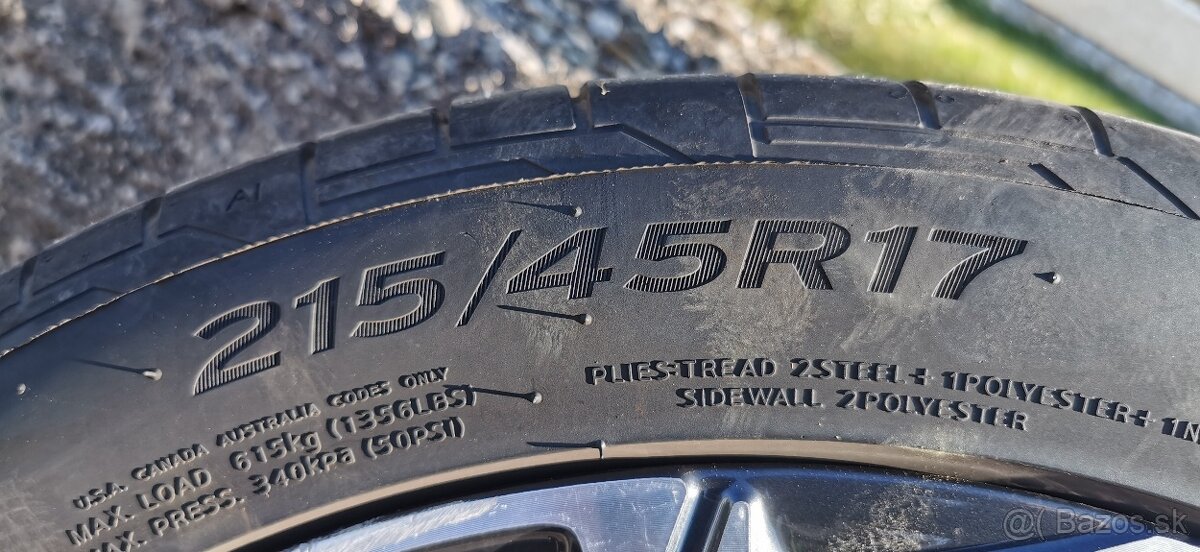 215/45R17
PLIES:TREAD 2STEEL+ 1POLYESTER+ 1N
SIDEWALL 2POLYESTER
U.S.A. CANADA AUSTRALIA CODES ONLY
MAX. LOAD 615kg (1356LBS)
MAX. PRESS. 340kpa (50PSI)
@( Bazos.sk